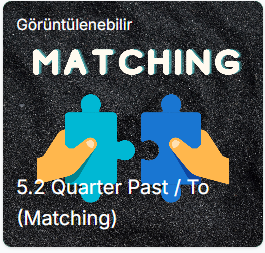 Görüntülenebilir
MATCHING
5.2 Quarter Past / To
(Matching)